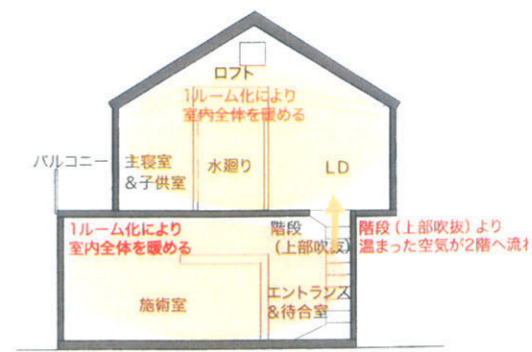 ロフト
1ルーム化により
室内全体を暖める
バルコニー
主寝室
&子供室
水廻り
LD
1ルーム化により
室内全体を暖める
階段
(上部吹抜)
階段(上部吹抜)より
温まった空気が2階へ流れ
施術室
エントランス
&待合室